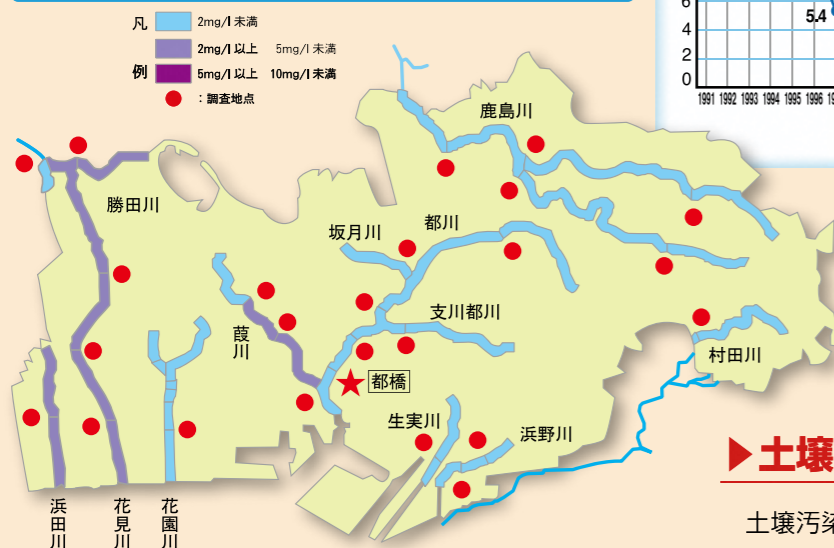 凡 2mg/l 未満
2mg/l 以上 5mg/l 未満
例 5mg/l 以上 10mg/l 未満
：調査地点
6
5.4
4
2
0
1991 1992 1993 1994 1995 1996
鹿島川
勝田川
坂月川
都川
支川都川
葭川
村田川
都橋
生実川
浜野川
浜田川
花見川
花園川
土壌
土壌汚染